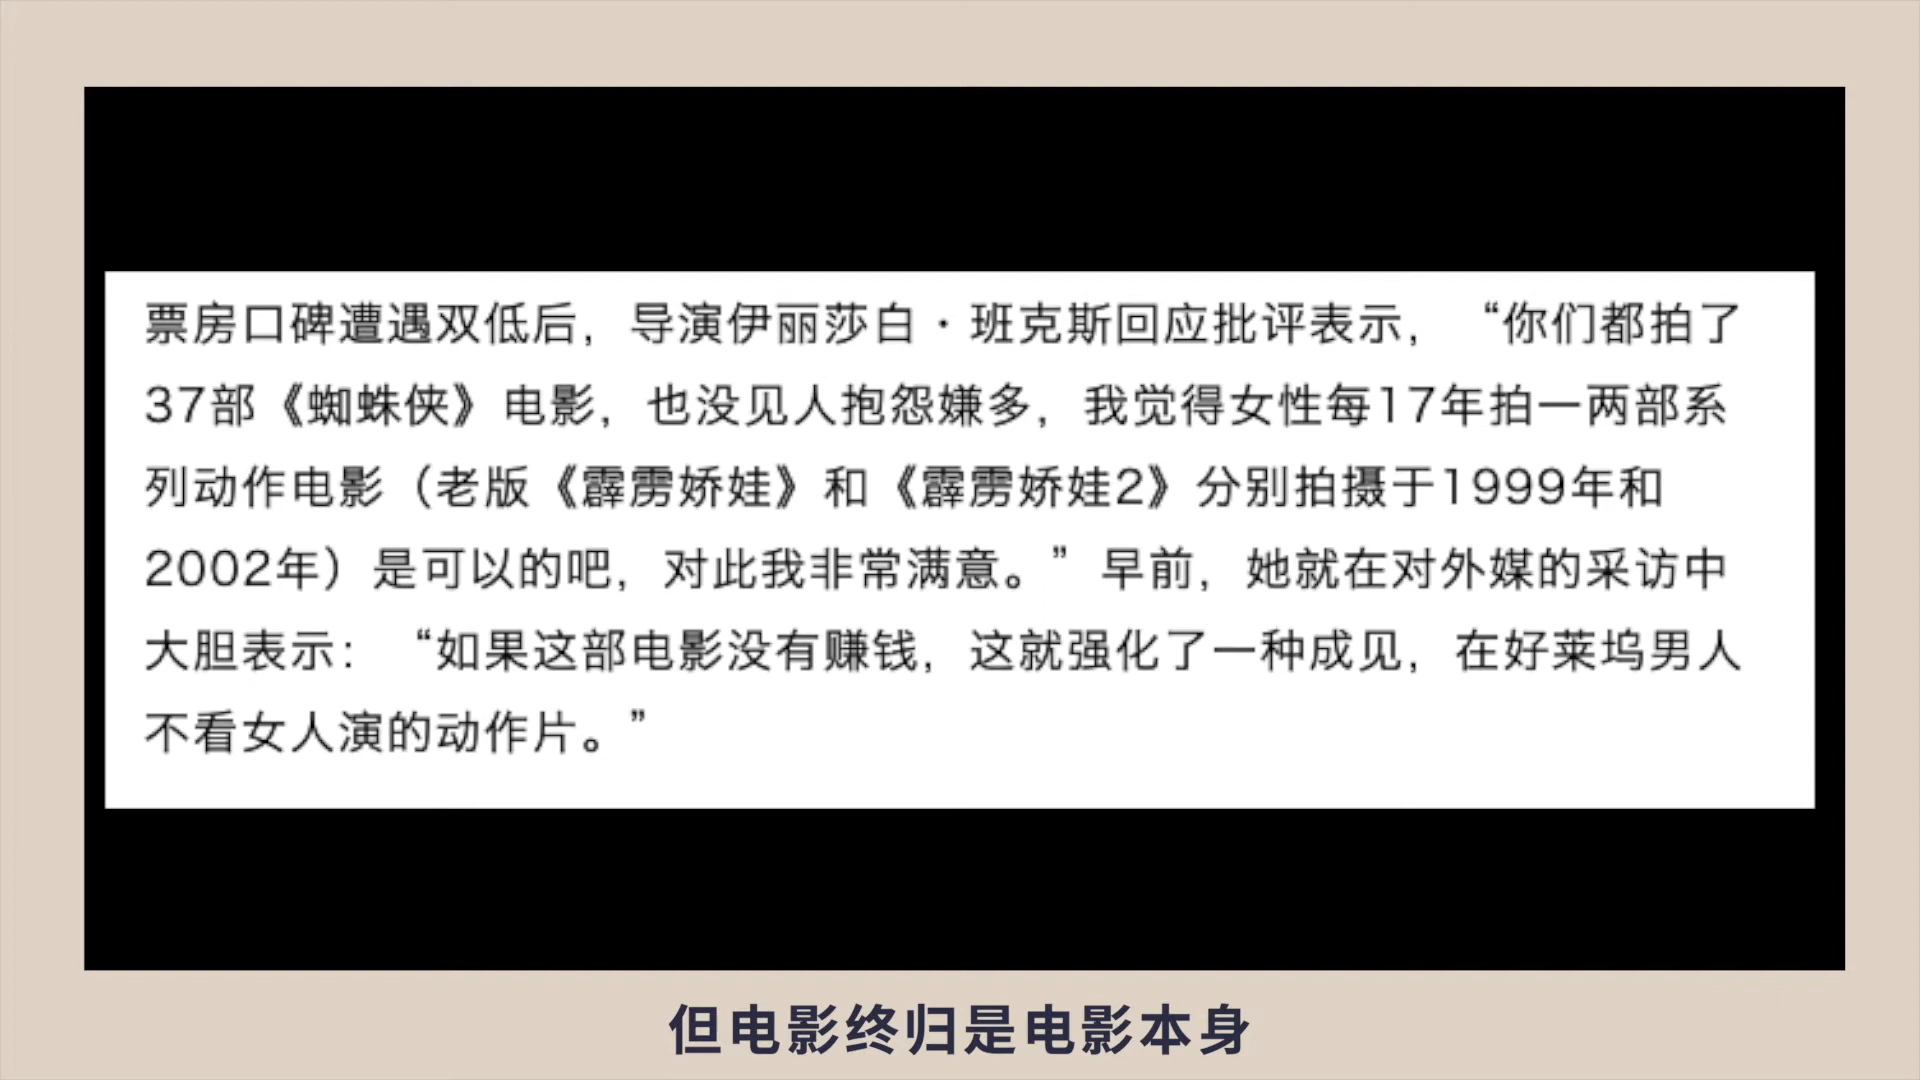 票房口碑遭遇双低后，导演伊丽莎白·班克斯回应批评表示，“你们都拍了
37部《蜘蛛侠》电影，也没见人抱怨嫌多，我觉得女性每17年拍一两部系
列动作电影（老版《霹雳娇娃》和《霹雳娇娃2》分别拍摄于1999年和
2002年）是可以的吧，对此我非常满意。”早前，她就在对外媒的采访中
大胆表示：“如果这部电影没有赚钱，这就强化了一种成见，在好莱坞男人
不看女人演的动作片。”
但电影终归是电影本身